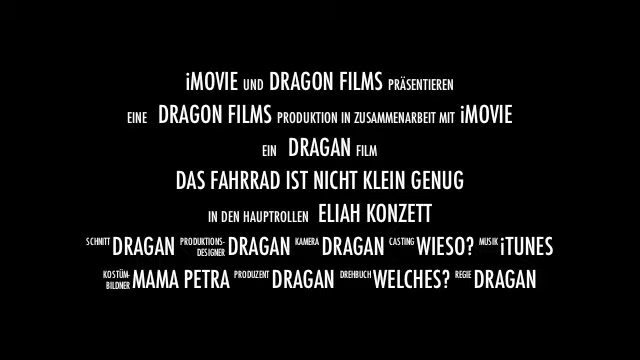 iMOVIE UND DRAGON FILMS PRÄSENTIEREN
EINE DRAGON FILMS PRODUKTION IN ZUSAMMENARBEIT MIT iMOVIE
EIN DRAGAN FILM
DAS FAHRRAD IST NICHT KLEIN GENUG
IN DEN HAUPTROLLEN ELIAH KONZETT
SCHNITT DRAGAN PRODUKTIONS-DESIGNER DRAGAN KAMERA DRAGAN CASTING WIESO? MUSIK iTUNES
KOSTÜM-BILDNER MAMA PETRA PRODUZENT DRAGAN DREHBUCH WELCHES? REGIE DRAGAN